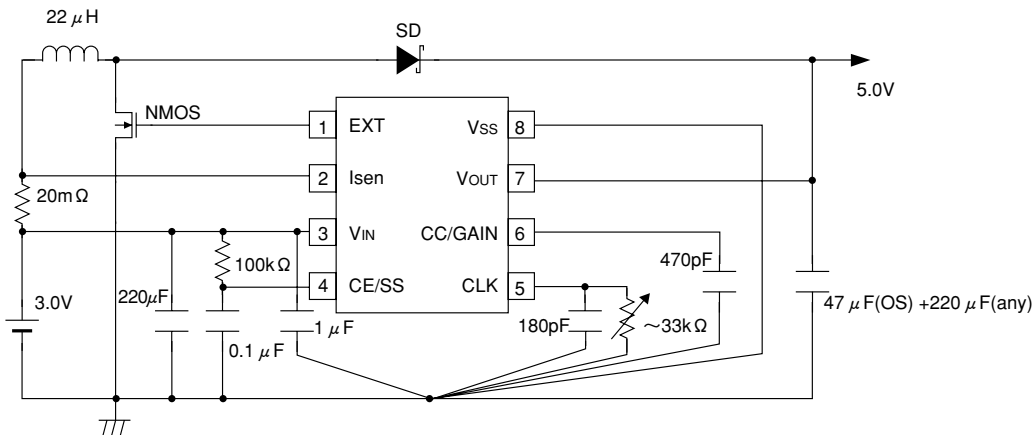 22 μH
SD
5.0V
NMOS
1 EXT
VSS 8
2 Isen
VOUT 7
20mΩ
3 VIN
CC/GAIN 6
100kΩ
470pF
4 CE/SS
CLK 5
3.0V
220μF
1 μF
180pF
~33kΩ
47 μF(OS) +220 μF(any)
0.1 μF